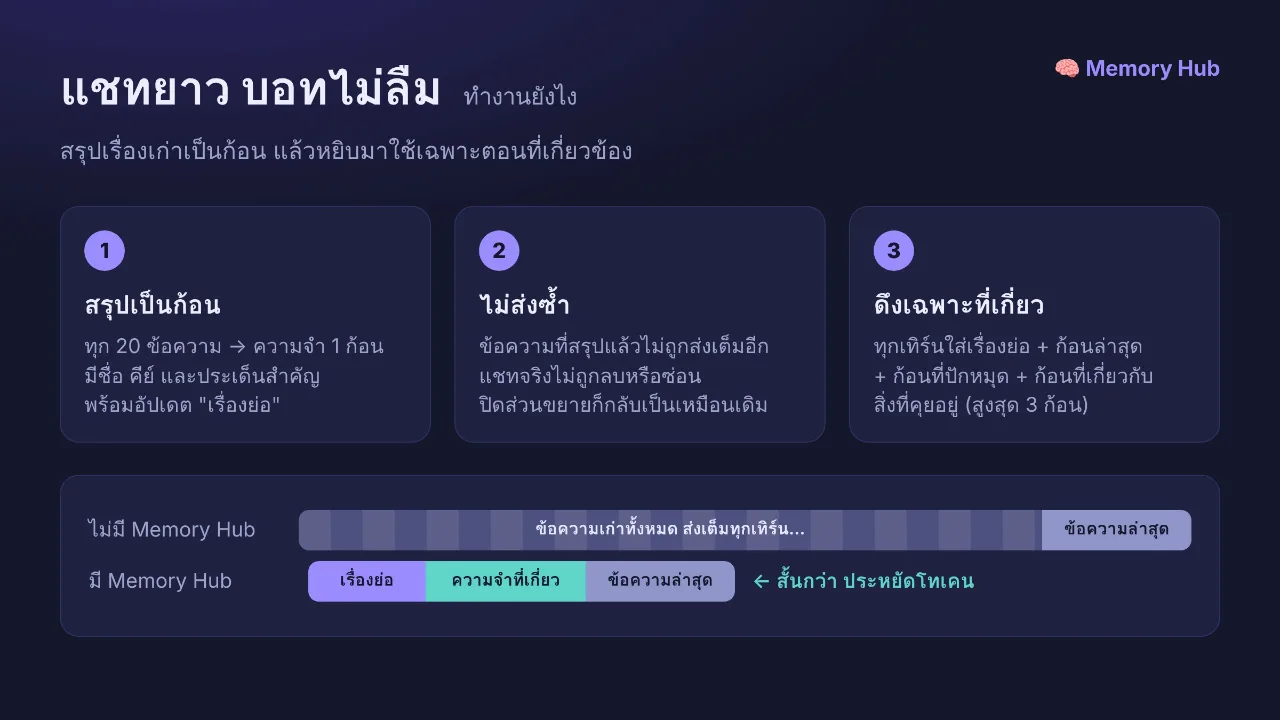 แชทยาว บอทไม่ลืม ทำงานยังไง
🧠 Memory Hub
สรุปเรื่องเก่าเป็นก้อน แล้วหยิบมาใช้เฉพาะตอนที่เกี่ยวข้อง
1
สรุปเป็นก้อน
ทุก 20 ข้อความ → ความจำ 1 ก้อน
มีชื่อ คีย์ และประเด็นสำคัญ
พร้อมอัปเดต "เรื่องย่อ"
2
ไม่ส่งซ้ำ
ข้อความที่สรุปแล้วไม่ถูกส่งเต็มอีก
แชทจริงไม่ถูกลบหรือซ่อน
ปิดส่วนขยายก็กลับเป็นเหมือนเดิม
3
ดึงเฉพาะที่เกี่ยว
ทุกเทิร์นใส่เรื่องย่อ + ก้อนล่าสุด
+ ก้อนที่ปักหมุด + ก้อนที่เกี่ยวกับ
สิ่งที่คุยอยู่ (สูงสุด 3 ก้อน)
ไม่มี Memory Hub
ข้อความเก่าทั้งหมด ส่งเต็มทุกเทิร์น...
ข้อความล่าสุด
มี Memory Hub
เรื่องย่อ
ความจำที่เกี่ยว
ข้อความล่าสุด
← สั้นกว่า ประหยัดโทเคน